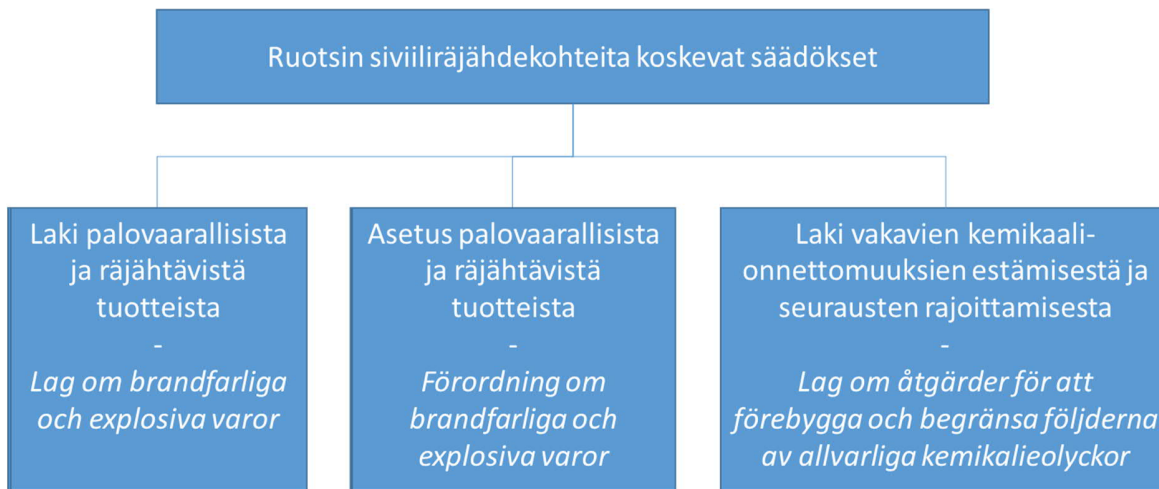 Ruotsin siviiliräjähdekohteita koskevat säädökset
Laki palovaarallisista
ja räjähtävistä
tuotteista
-
Lag om brandfarliga
och explosiva varor
Asetus palovaarallisista
ja räjähtävistä
tuotteista
-
Förordning om
brandfarliga och
explosiva varor
Laki vakavien kemikaali-
onnettomuuksien estämisestä ja
seurausten rajoittamisesta
-
Lag om åtgärder för att
förebygga och begränsa följderna
av allvarliga kemikalieolyckor